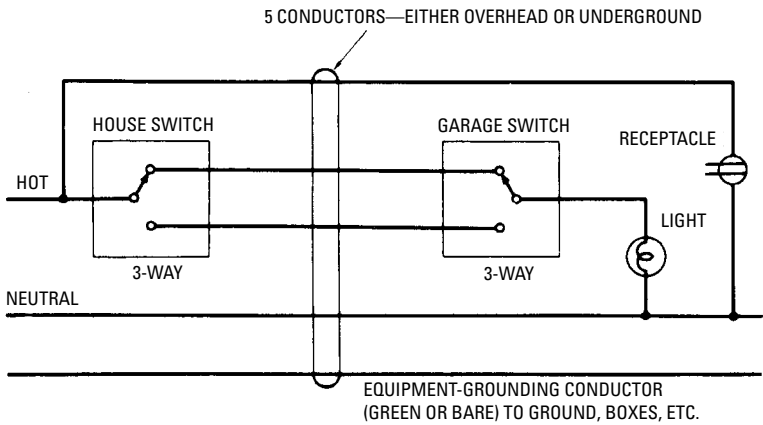 5 CONDUCTORS—EITHER OVERHEAD OR UNDERGROUND
HOUSE SWITCH
GARAGE SWITCH
RECEPTACLE
HOT
LIGHT
3-WAY
3-WAY
NEUTRAL
EQUIPMENT-GROUNDING CONDUCTOR
(GREEN OR BARE) TO GROUND, BOXES, ETC.